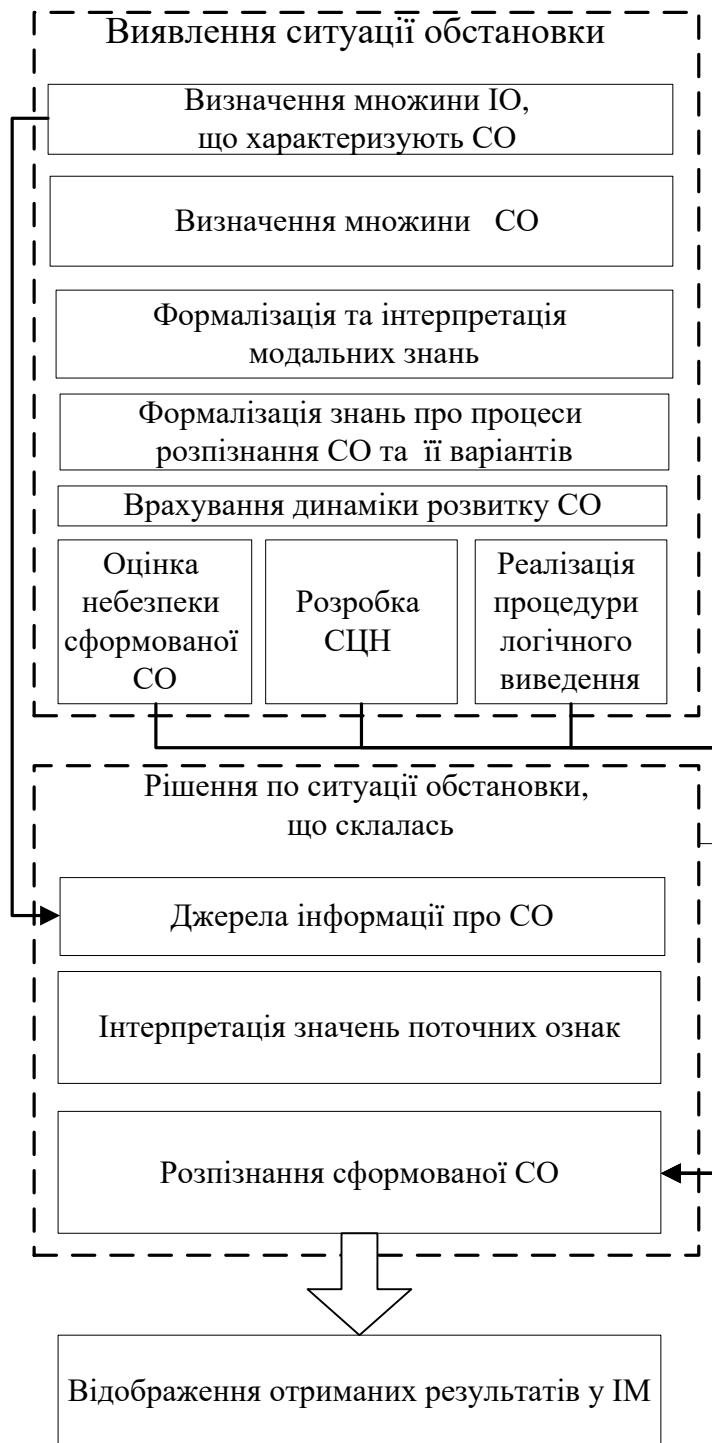 Виявлення ситуації обстановки
Визначення множини ІО,
що характеризують СО
Визначення множини СО
Формалізація та інтерпретація
модальних знань
Формалізація знань про процеси
розпізнання СО та її варіантів
Врахування динаміки розвитку СО
Оцінка
небезпеки
сформованої
СО
Розробка
СЦН
Реалізація
процедури
логічного
виведення
Рішення по ситуації обстановки,
що склалась
Джерела інформації про СО
Інтерпретація значень поточних ознак
Розпізнання сформованої СО
Відображення отриманих результатів у ІМ